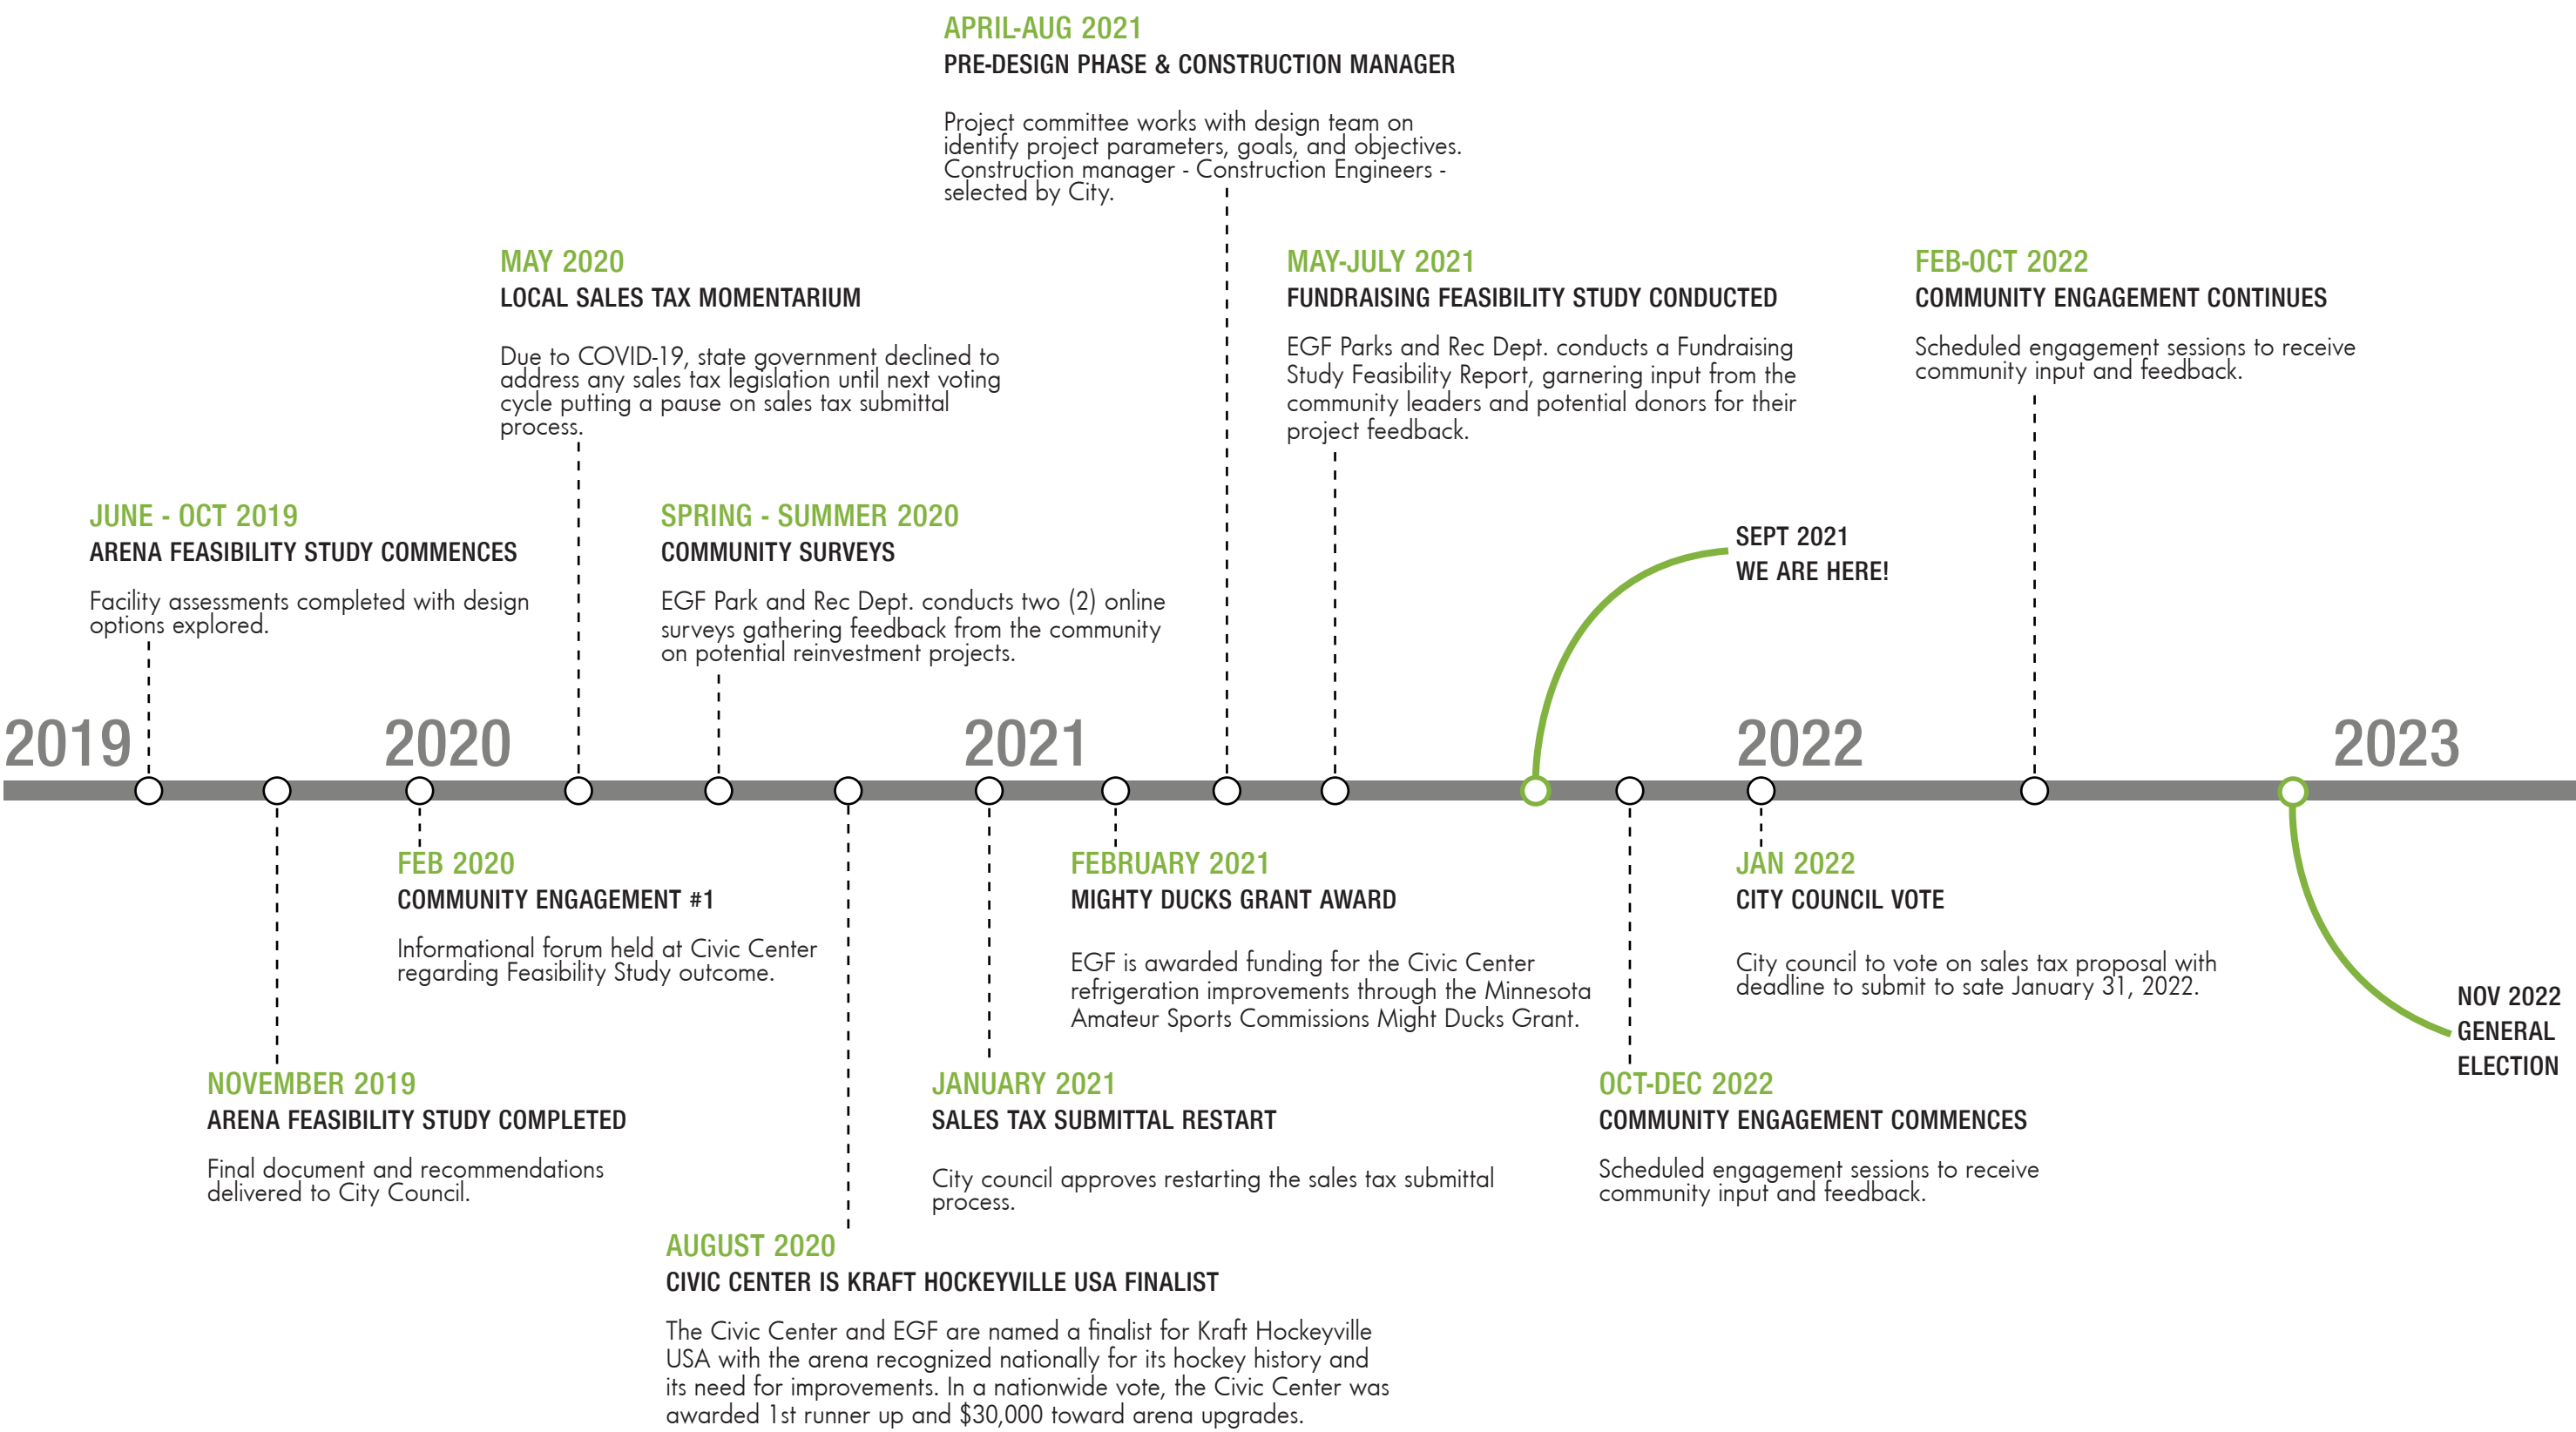 APRIL-AUG 2021
PRE-DESIGN PHASE & CONSTRUCTION MANAGER
Project committee works with design team on
identify project parameters, goals, and objectives.
Construction manager - Construction Engineers -
selected by City.
MAY 2020
LOCAL SALES TAX MOMENTARIUM
Due to COVID-19, state government declined to
address any sales tax legislation until next voting
cycle putting a pause on sales tax submittal
process.
MAY-JULY 2021
FUNDRAISING FEASIBILITY STUDY CONDUCTED
EGF Parks and Rec Dept. conducts a Fundraising
Study Feasibility Report, garnering input from the
community leaders and potential donors for their
project feedback.
FEB-OCT 2022
COMMUNITY ENGAGEMENT CONTINUES
Scheduled engagement sessions to receive
community input and feedback.
JUNE - OCT 2019
ARENA FEASIBILITY STUDY COMMENCES
Facility assessments completed with design
options explored.
SPRING - SUMMER 2020
COMMUNITY SURVEYS
EGF Park and Rec Dept. conducts two (2) online
surveys gathering feedback from the community
on potential reinvestment projects.
SEPT 2021
WE ARE HERE!
2019
2020
2021
2022
2023
FEB 2020
COMMUNITY ENGAGEMENT #1
Informational forum held at Civic Center
regarding Feasibility Study outcome.
FEBRUARY 2021
MIGHTY DUCKS GRANT AWARD
EGF is awarded funding for the Civic Center
refrigeration improvements through the Minnesota
Amateur Sports Commissions Might Ducks Grant.
JAN 2022
CITY COUNCIL VOTE
City council to vote on sales tax proposal with
deadline to submit to sate January 31, 2022.
NOV 2022
GENERAL
ELECTION
NOVEMBER 2019
ARENA FEASIBILITY STUDY COMPLETED
Final document and recommendations
delivered to City Council.
JANUARY 2021
SALES TAX SUBMITTAL RESTART
City council approves restarting the sales tax submittal
process.
OCT-DEC 2022
COMMUNITY ENGAGEMENT COMMENCES
Scheduled engagement sessions to receive
community input and feedback.
AUGUST 2020
CIVIC CENTER IS KRAFT HOCKEYVILLE USA FINALIST
The Civic Center and EGF are named a finalist for Kraft Hockeyville
USA with the arena recognized nationally for its hockey history and
its need for improvements. In a nationwide vote, the Civic Center was
awarded 1st runner up and $30,000 toward arena upgrades.